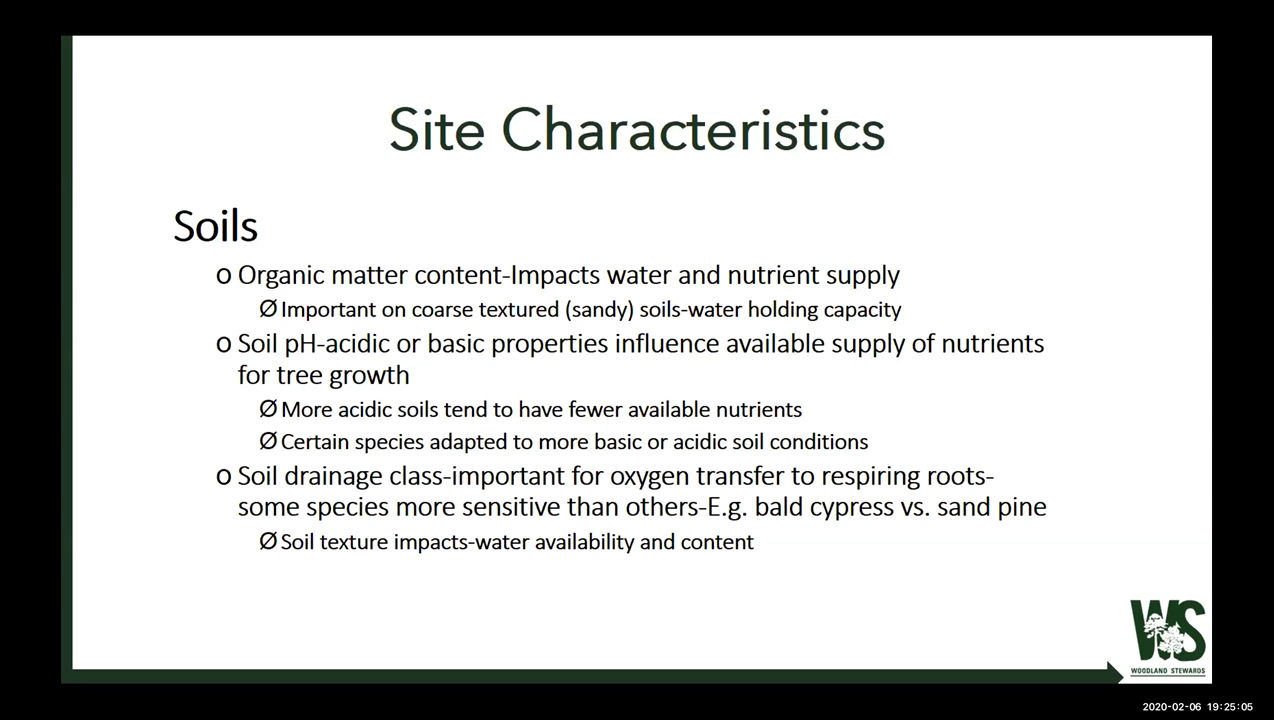 Site Characteristics
Soils
o Organic matter content-Impacts water and nutrient supply
Ø Important on coarse textured (sandy) soils-water holding capacity
o Soil pH-acidic or basic properties influence available supply of nutrients
for tree growth
Ø More acidic soils tend to have fewer available nutrients
Ø Certain species adapted to more basic or acidic soil conditions
o Soil drainage class-important for oxygen transfer to respiring roots-
some species more sensitive than others-E.g. bald cypress vs. sand pine
Ø Soil texture impacts-water availability and content
WS
WOODLAND STEWARDS
2020-02-06 19:25:05